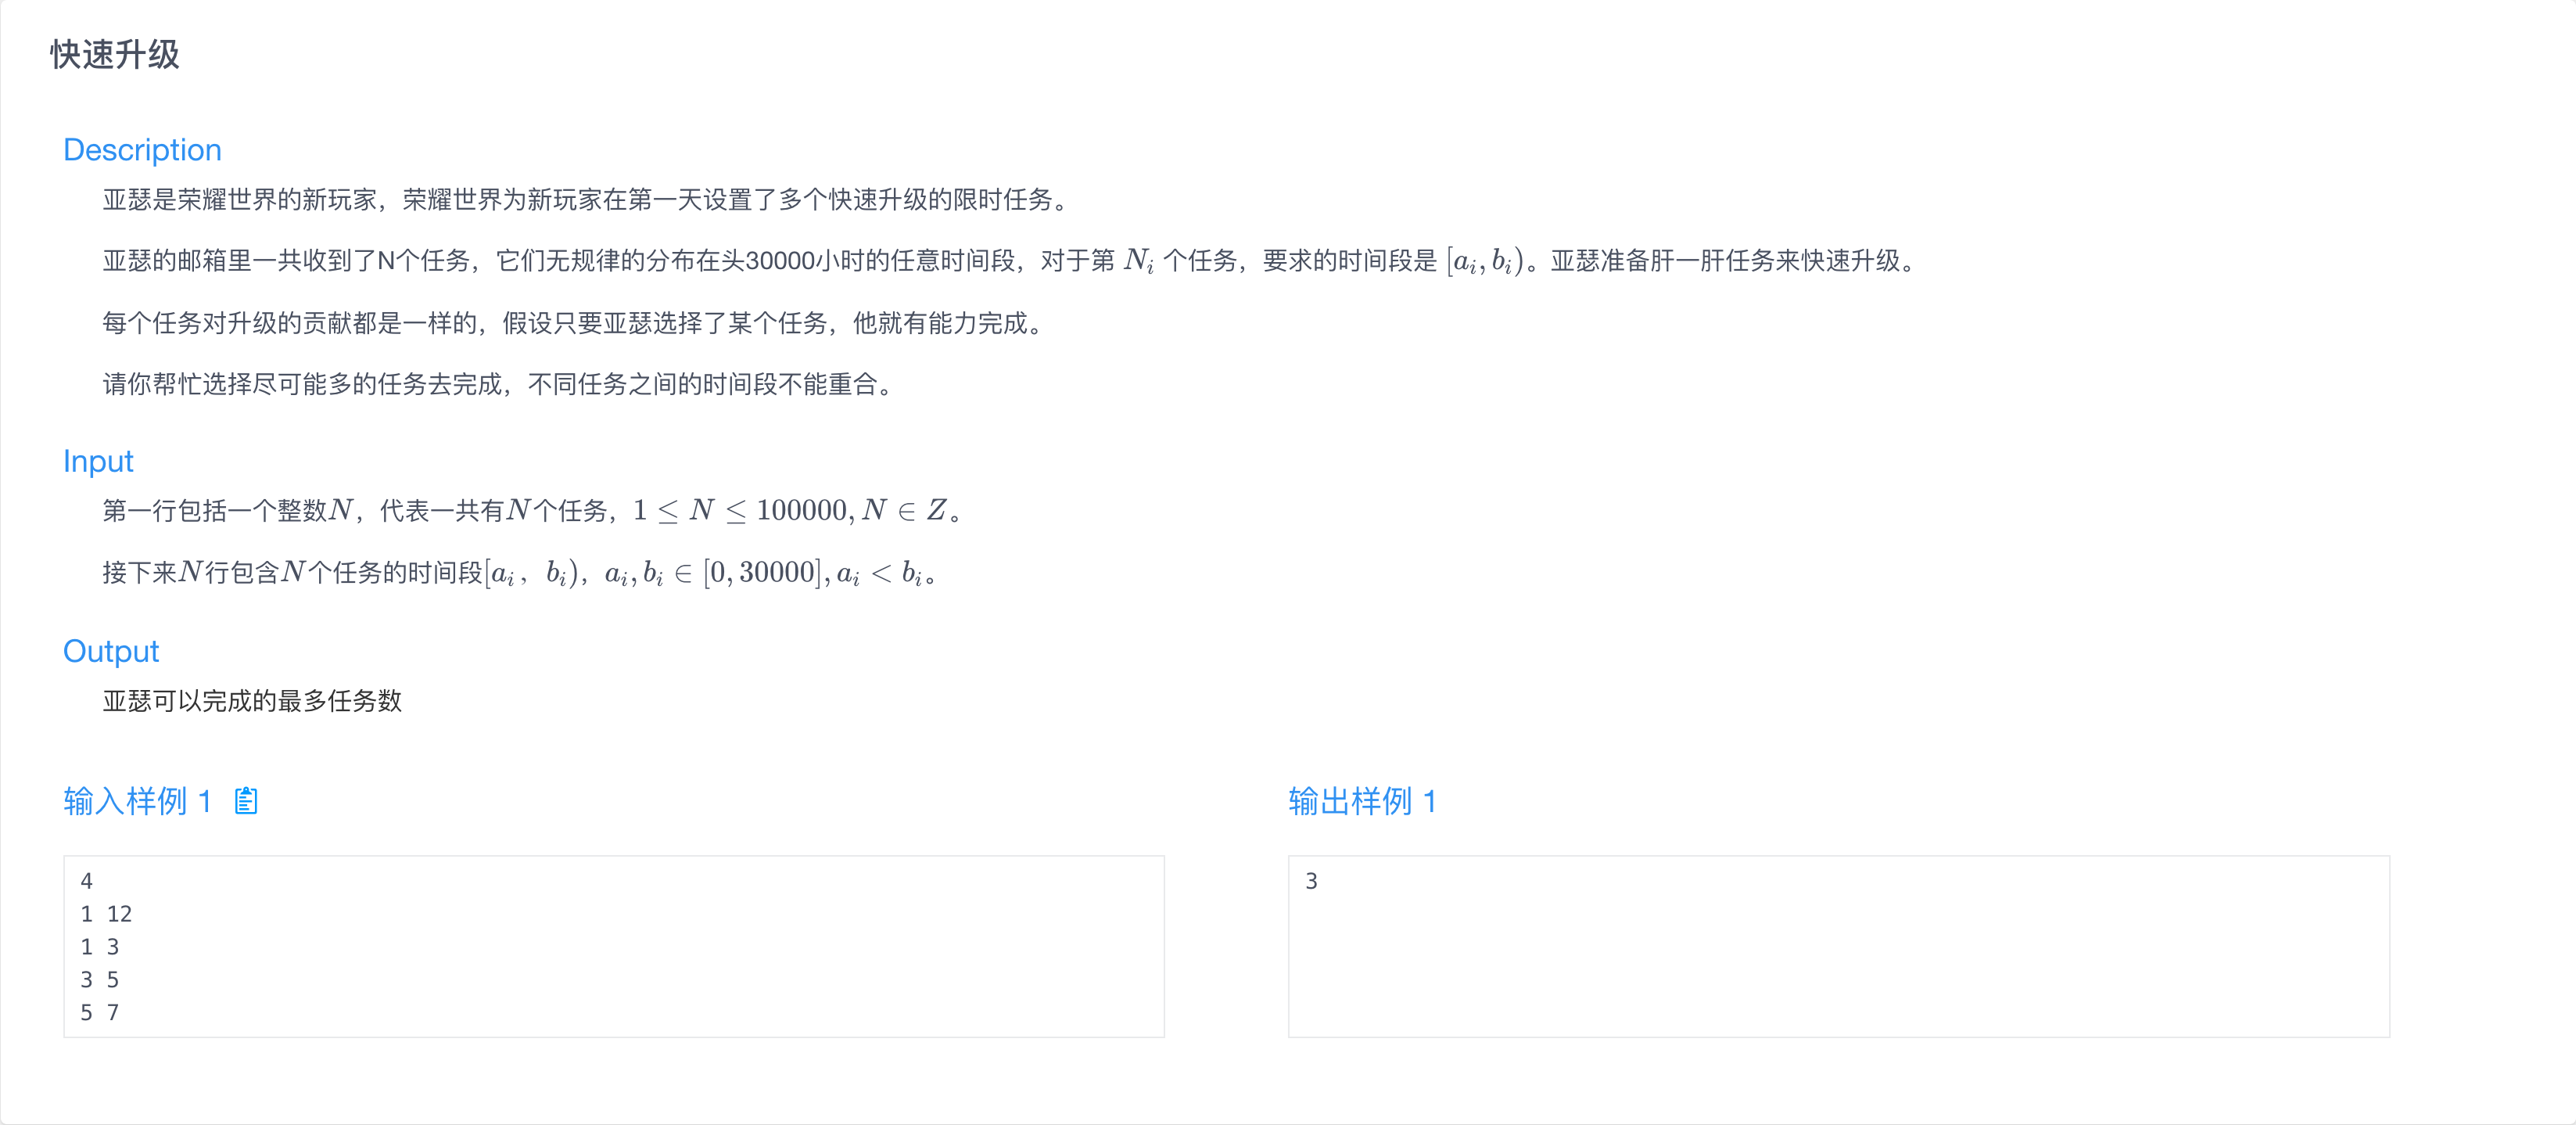 快速升级
Description
亚瑟是荣耀世界的新玩家，荣耀世界为新玩家在第一天设置了多个快速升级的限时任务。
亚瑟的邮箱里一共收到了N个任务，它们无规律的分布在头30000小时的任意时间段，对于第 $N_i$ 个任务，要求的时间段是 $[a_i, b_i)$。亚瑟准备肝一肝任务来快速升级。
每个任务对升级的贡献都是一样的，假设只要亚瑟选择了某个任务，他就有能力完成。
请你帮忙选择尽可能多的任务去完成，不同任务之间的时间段不能重合。
Input
第一行包括一个整数$N$，代表一共有$N$个任务，$1 \leq N \leq 100000, N \in Z$。
接下来$N$行包含$N$个任务的时间段$[a_i，b_i)$，$a_i, b_i \in [0, 30000], a_i < b_i$。
Output
亚瑟可以完成的最多任务数
输入样例 1
4
1 12
1 3
3 5
5 7
输出样例 1
3